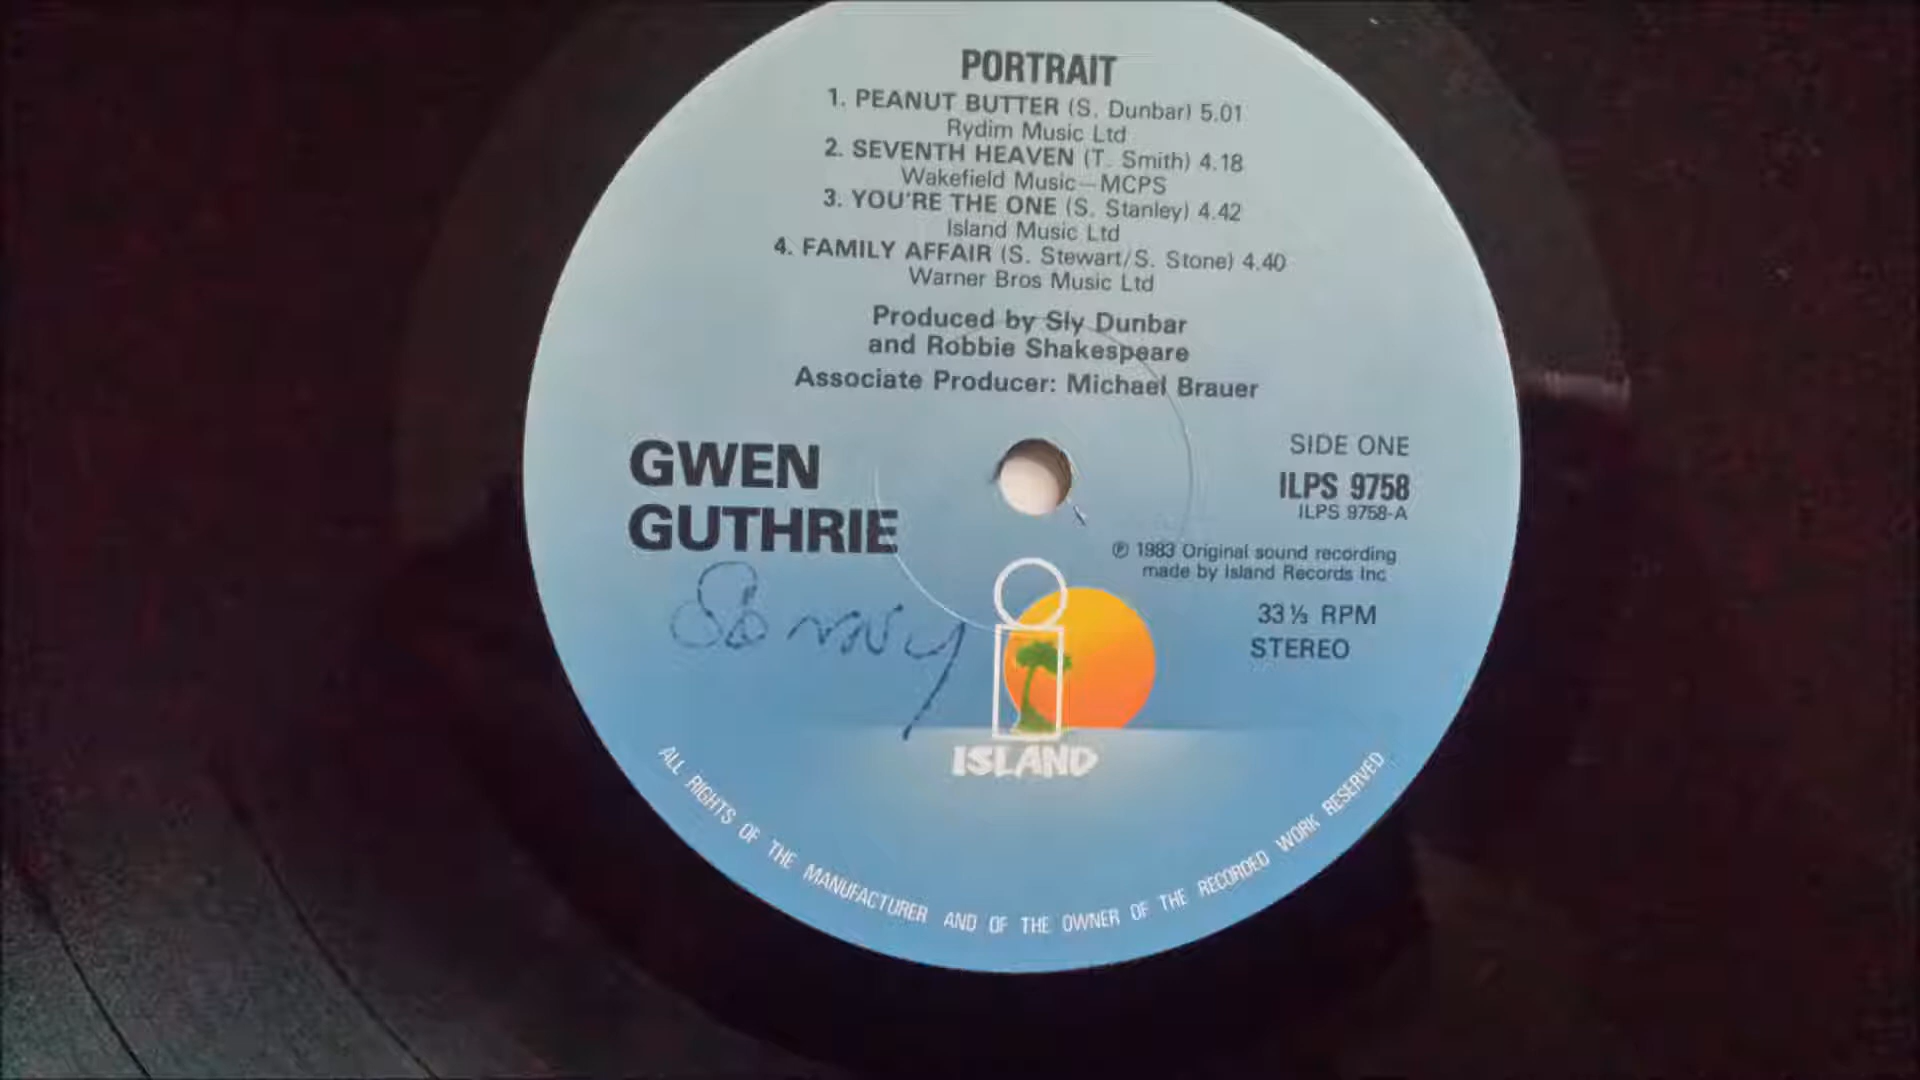 PORTRAIT
1. PEANUT BUTTER (S. Dunbar) 5.01
Rydim Music Ltd
2. SEVENTH HEAVEN (T. Smith) 4.18
Wakefield Music—MCPS
3. YOU'RE THE ONE (S. Stanley) 4.42
Island Music Ltd
4. FAMILY AFFAIR (S. Stewart/S. Stone) 4.40
Warner Bros Music Ltd
Produced by Sly Dunbar
and Robbie Shakespeare
Associate Producer: Michael Brauer
GWEN
GUTHRIE
SIDE ONE
ILPS 9758
ILPS 9758-A
℗ 1983 Original sound recording
made by Island Records Inc
33⅓ RPM
STEREO
ISLAND
ALL RIGHTS OF THE MANUFACTURER AND OF THE OWNER OF THE RECORDED WORK RESERVED